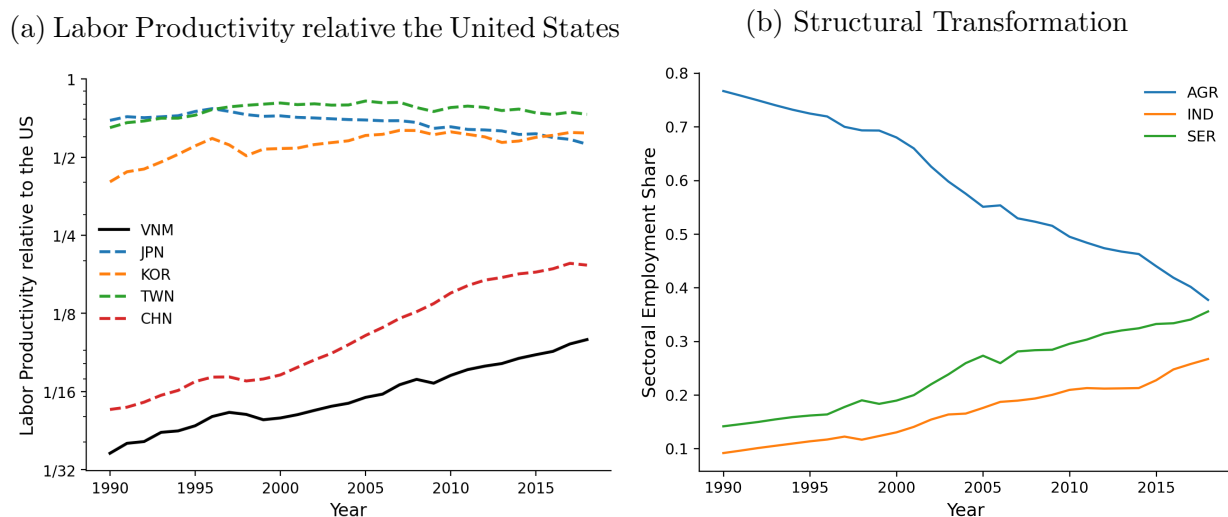 (a) Labor Productivity relative the United States
Labor Productivity relative to the US
1
1/2
1/4
1/8
1/16
1/32
VNM
JPN
KOR
TWN
CHN
1990 1995 2000 2005 2010 2015
Year
(b) Structural Transformation
Sectoral Employment Share
0.8
0.7
0.6
0.5
0.4
0.3
0.2
0.1
AGR
IND
SER
1990 1995 2000 2005 2010 2015
Year